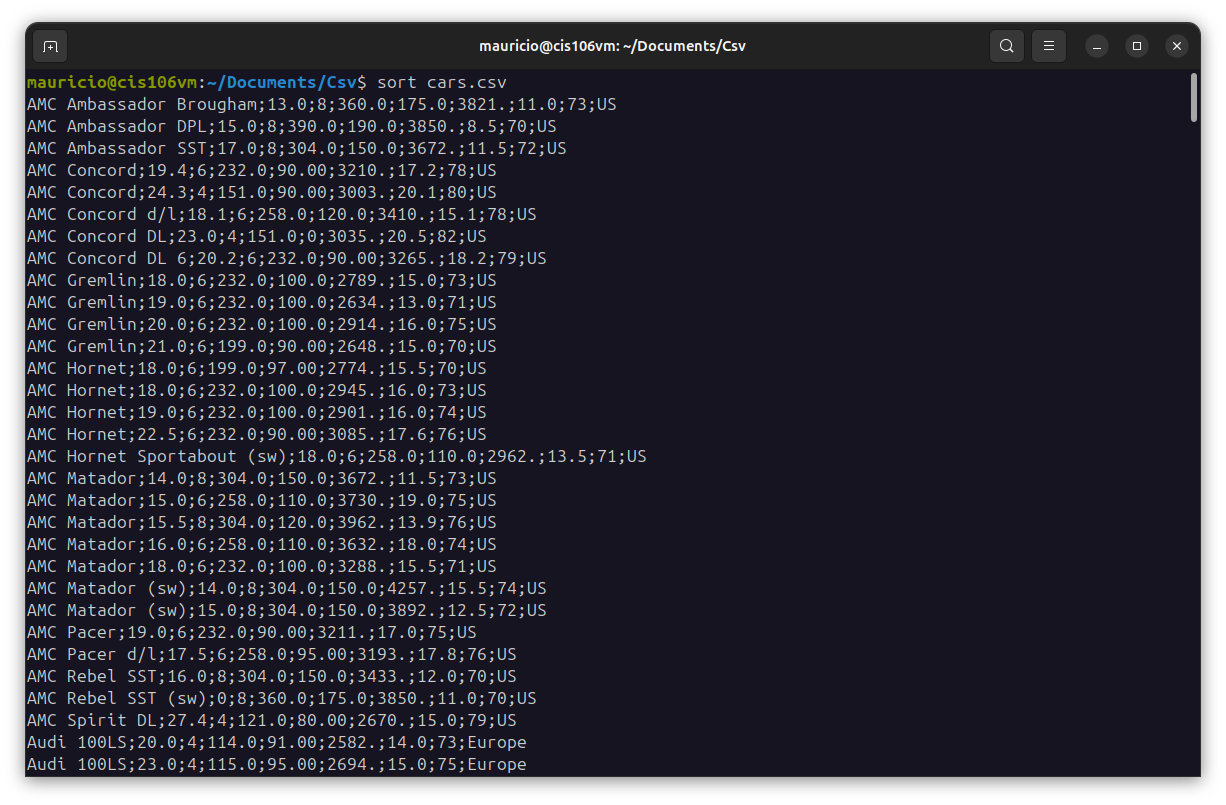 mauricio@cis106vm: ~/Documents/Csv
mauricio@cis106vm:~/Documents/Csv$ sort cars.csv
AMC Ambassador Brougham;13.0;8;360.0;175.0;3821.;11.0;73;US
AMC Ambassador DPL;15.0;8;390.0;190.0;3850.;8.5;70;US
AMC Ambassador SST;17.0;8;304.0;150.0;3672.;11.5;72;US
AMC Concord;19.4;6;232.0;90.00;3210.;17.2;78;US
AMC Concord;24.3;4;151.0;90.00;3003.;20.1;80;US
AMC Concord d/l;18.1;6;258.0;120.0;3410.;15.1;78;US
AMC Concord DL;23.0;4;151.0;0;3035.;20.5;82;US
AMC Concord DL 6;20.2;6;232.0;90.00;3265.;18.2;79;US
AMC Gremlin;18.0;6;232.0;100.0;2789.;15.0;73;US
AMC Gremlin;19.0;6;232.0;100.0;2634.;13.0;71;US
AMC Gremlin;20.0;6;232.0;100.0;2914.;16.0;75;US
AMC Gremlin;21.0;6;199.0;90.00;2648.;15.0;70;US
AMC Hornet;18.0;6;199.0;97.00;2774.;15.5;70;US
AMC Hornet;18.0;6;232.0;100.0;2945.;16.0;73;US
AMC Hornet;19.0;6;232.0;100.0;2901.;16.0;74;US
AMC Hornet;22.5;6;232.0;90.00;3085.;17.6;76;US
AMC Hornet Sportabout (sw);18.0;6;258.0;110.0;2962.;13.5;71;US
AMC Matador;14.0;8;304.0;150.0;3672.;11.5;73;US
AMC Matador;15.0;6;258.0;110.0;3730.;19.0;75;US
AMC Matador;15.5;8;304.0;120.0;3962.;13.9;76;US
AMC Matador;16.0;6;258.0;110.0;3632.;18.0;74;US
AMC Matador;18.0;6;232.0;100.0;3288.;15.5;71;US
AMC Matador (sw);14.0;8;304.0;150.0;4257.;15.5;74;US
AMC Matador (sw);15.0;8;304.0;150.0;3892.;12.5;72;US
AMC Pacer;19.0;6;232.0;90.00;3211.;17.0;75;US
AMC Pacer d/l;17.5;6;258.0;95.00;3193.;17.8;76;US
AMC Rebel SST;16.0;8;304.0;150.0;3433.;12.0;70;US
AMC Rebel SST (sw);0;8;360.0;175.0;3850.;11.0;70;US
AMC Spirit DL;27.4;4;121.0;80.00;2670.;15.0;79;US
Audi 100LS;20.0;4;114.0;91.00;2582.;14.0;73;Europe
Audi 100LS;23.0;4;115.0;95.00;2694.;15.0;75;Europe